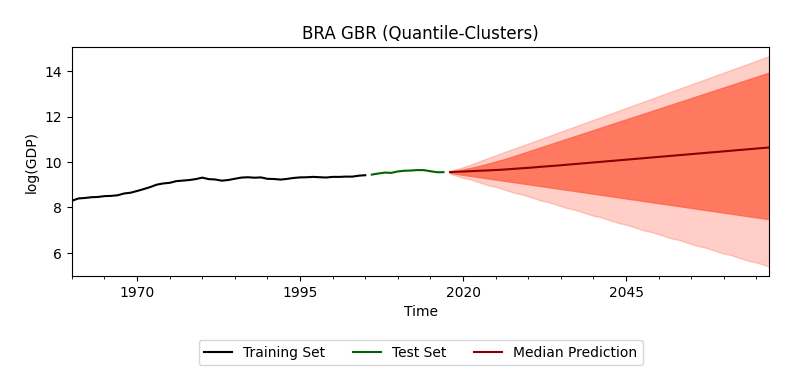 BRA GBR (Quantile-Clusters)
14
12
10
8
6
log(GDP)
1970
1995
2020
2045
Time
Training Set
Test Set
Median Prediction